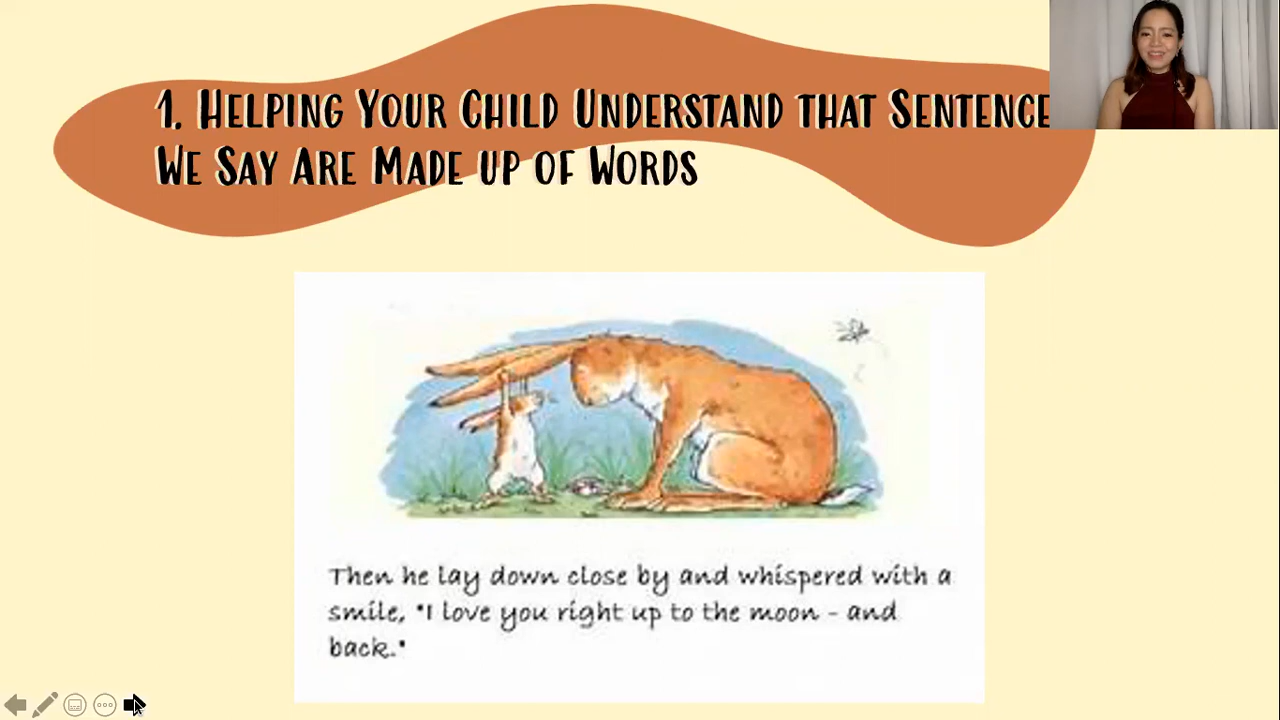 1. Helping Your Child Understand that Sentence
We Say Are Made up of Words
Then he lay down close by and whispered with a
smile, "I love you right up to the moon - and
back."